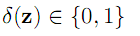 δ(𝐳) ∈ {0, 1}